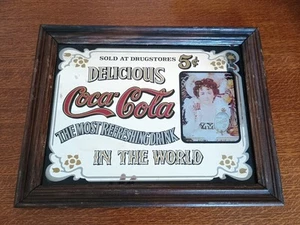 SOLD AT DRUGSTORES 5¢
DELICIOUS
Coca-Cola
THE MOST REFRESHING DRINK
IN THE WORLD